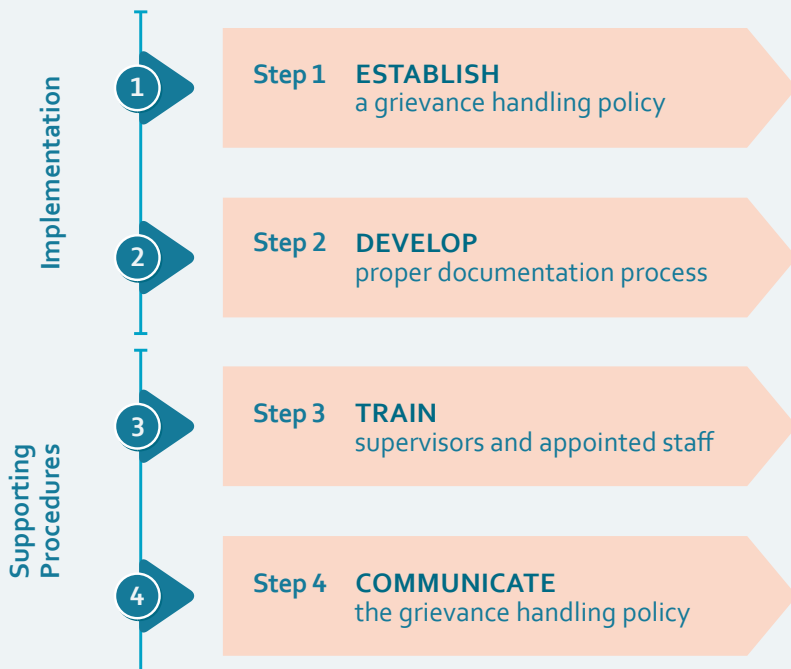 Implementation
1
Step 1 ESTABLISH
a grievance handling policy
2
Step 2 DEVELOP
proper documentation process
Supporting
Procedures
3
Step 3 TRAIN
supervisors and appointed staff
4
Step 4 COMMUNICATE
the grievance handling policy